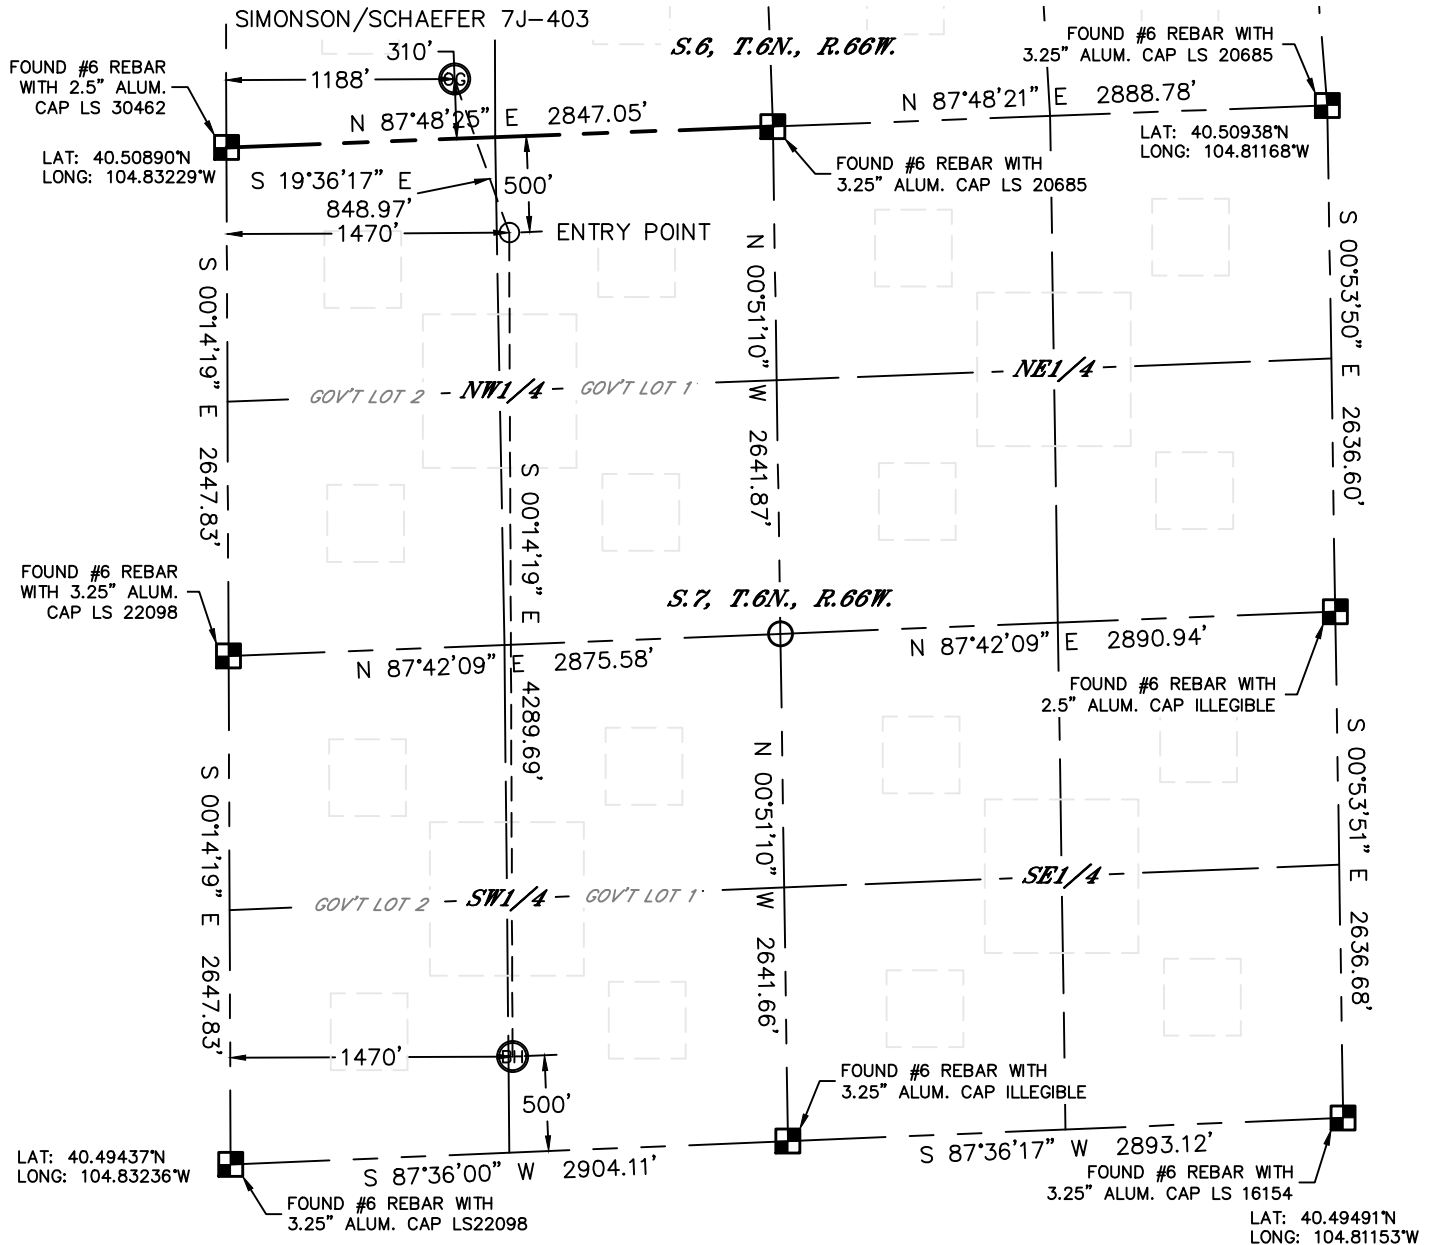 SIMONSON/SCHAEFER 7J-403
310'
S.6, T.6N., R.66W.
FOUND #6 REBAR WITH
3.25" ALUM. CAP LS 20685
FOUND #6 REBAR
WITH 2.5" ALUM.
CAP LS 30462
1188'
OG
N 87°48'25" E 2847.05'
N 87°48'21" E 2888.78'
LAT: 40.50890°N
LONG: 104.83229°W
LAT: 40.50938°N
LONG: 104.81168°W
FOUND #6 REBAR WITH
3.25" ALUM. CAP LS 20685
S 19°36'17" E
848.97'
500'
1470'
ENTRY POINT
S 00°14'19" E 2647.83'
N 00°51'10" W 2641.87'
S 00°53'50" E 2636.60'
GOV'T LOT 2
NW1/4
GOV'T LOT 1
NE1/4
S 00°14'19" E 4289.69'
FOUND #6 REBAR
WITH 3.25" ALUM.
CAP LS 22098
S.7, T.6N., R.66W.
N 87°42'09" E 2875.58'
N 87°42'09" E 2890.94'
FOUND #6 REBAR WITH
2.5" ALUM. CAP ILLEGIBLE
S 00°14'19" E 2647.83'
N 00°51'10" W 2641.66'
S 00°53'51" E 2636.68'
GOV'T LOT 2
SW1/4
GOV'T LOT 1
SE1/4
1470'
BH
500'
FOUND #6 REBAR WITH
3.25" ALUM. CAP ILLEGIBLE
LAT: 40.49437°N
LONG: 104.83236°W
S 87°36'00" W 2904.11'
S 87°36'17" W 2893.12'
FOUND #6 REBAR WITH
3.25" ALUM. CAP LS22098
FOUND #6 REBAR WITH
3.25" ALUM. CAP LS 16154
LAT: 40.49491°N
LONG: 104.81153°W